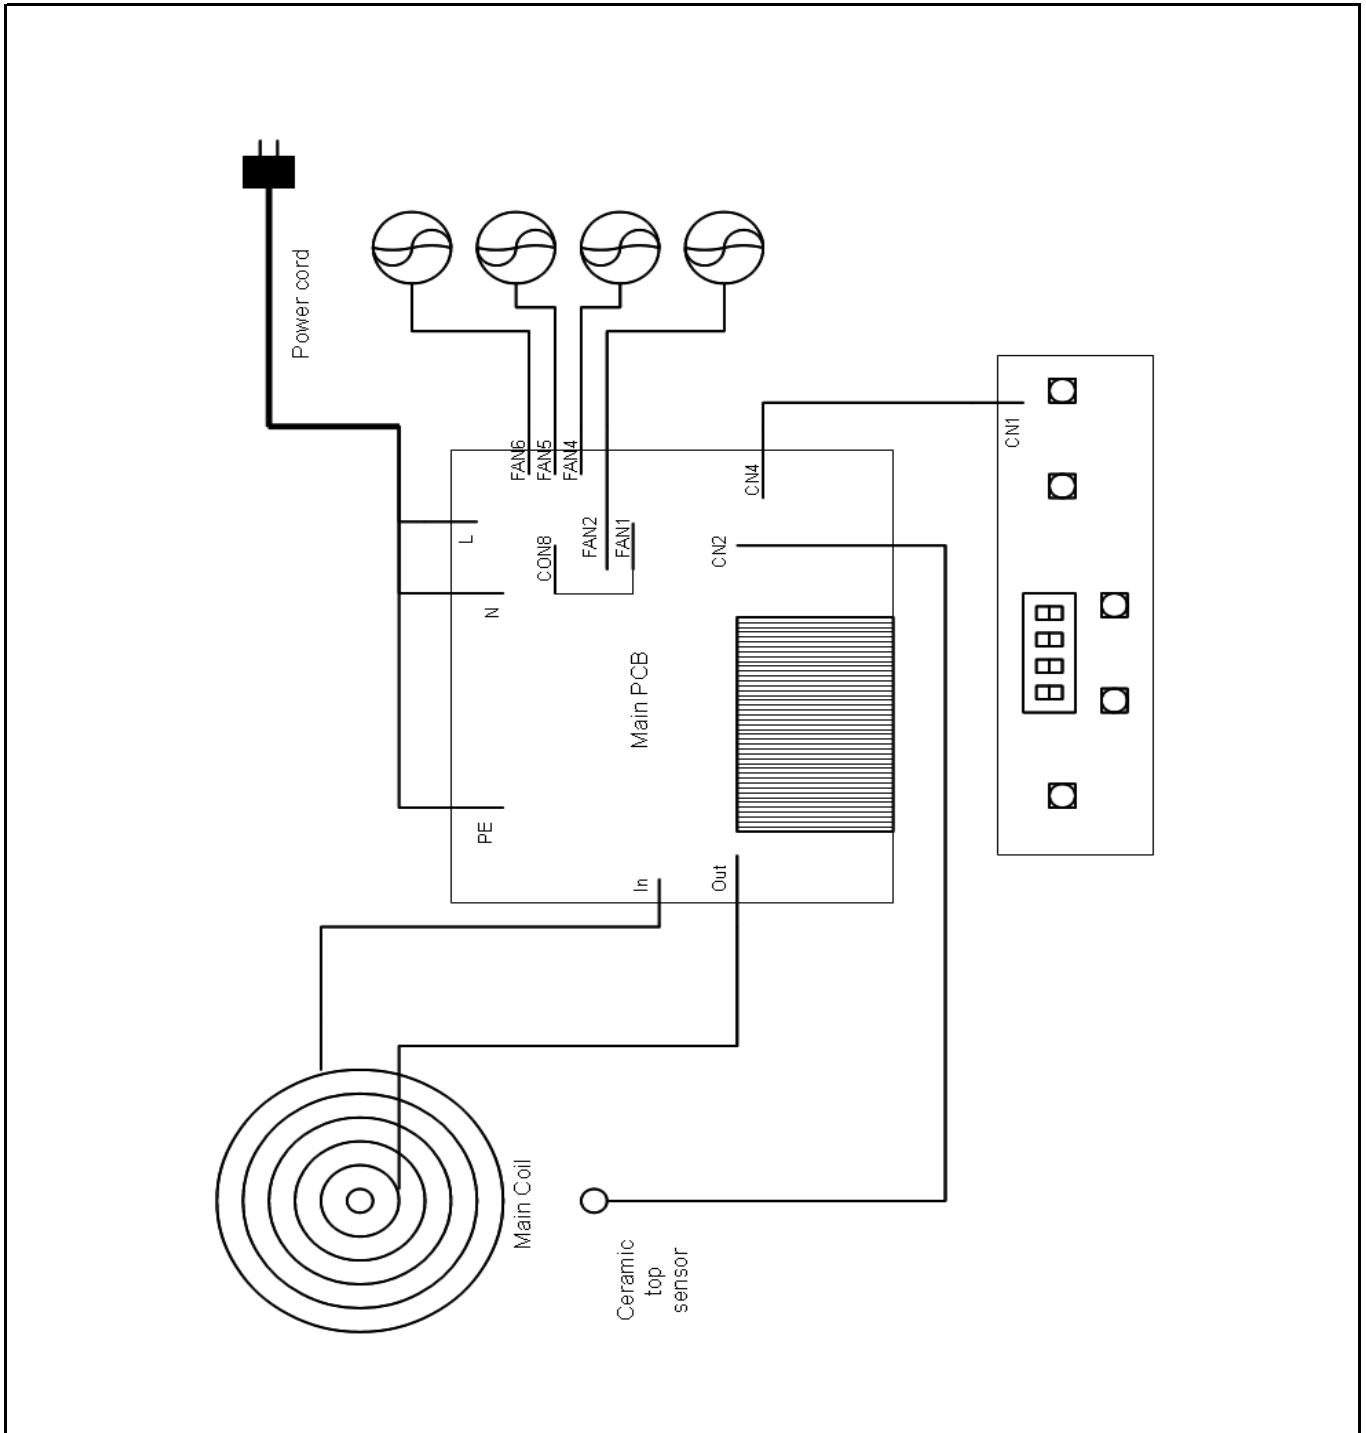 Power cord
FAN6
FAN5
FAN4
CN4
CN1
L
CON8
FAN2
FAN1
CN2
N
Main PCB
PE
In
Out
Main Coil
Ceramic
top
sensor